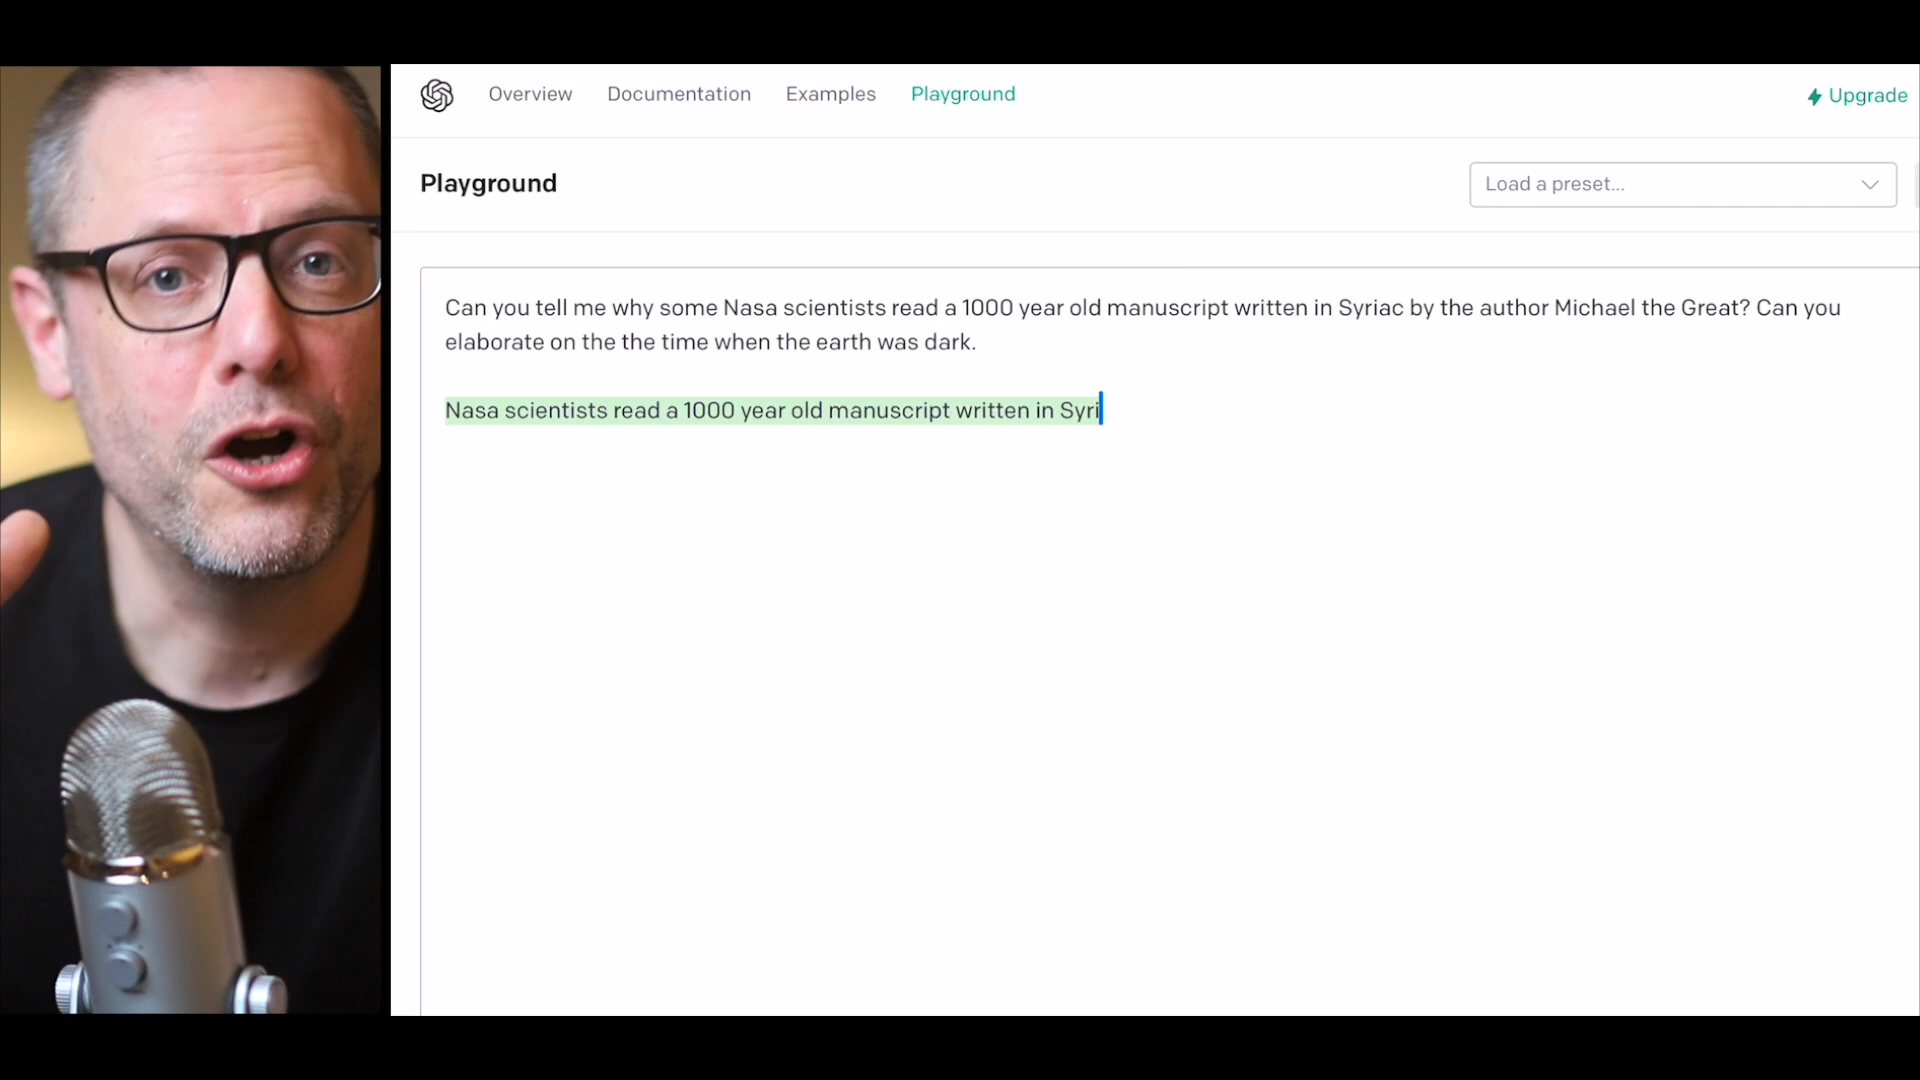 Overview Documentation Examples Playground Upgrade
Playground Load a preset...
Can you tell me why some Nasa scientists read a 1000 year old manuscript written in Syriac by the author Michael the Great? Can you
elaborate on the the time when the earth was dark.
Nasa scientists read a 1000 year old manuscript written in Syri